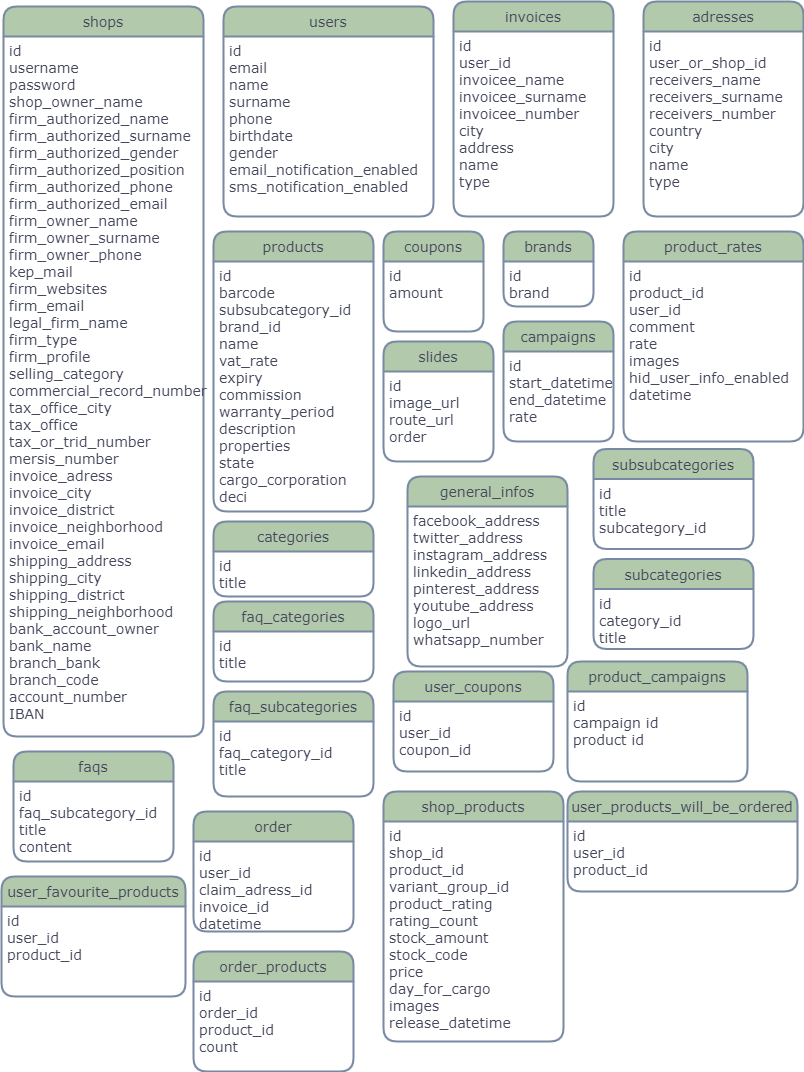 shops
id
username
password
shop_owner_name
firm_authorized_name
firm_authorized_surname
firm_authorized_gender
firm_authorized_position
firm_authorized_phone
firm_authorized_email
firm_owner_name
firm_owner_surname
firm_owner_phone
kep_mail
firm_websites
firm_email
legal_firm_name
firm_type
firm_profile
selling_category
commercial_record_number
tax_office_city
tax_office
tax_or_trid_number
mersis_number
invoice_adress
invoice_city
invoice_district
invoice_neighborhood
invoice_email
shipping_address
shipping_city
shipping_district
shipping_neighborhood
bank_account_owner
bank_name
branch_bank
branch_code
account_number
IBAN
users
id
email
name
surname
phone
birthdate
gender
email_notification_enabled
sms_notification_enabled
invoices
id
user_id
invoicee_name
invoicee_surname
invoicee_number
city
address
name
type
adresses
id
user_or_shop_id
receivers_name
receivers_surname
receivers_number
country
city
name
type
products
id
barcode
subsubcategory_id
brand_id
name
vat_rate
expiry
commission
warranty_period
description
properties
state
cargo_corporation
deci
coupons
id
amount
brands
id
brand
product_rates
id
product_id
user_id
comment
rate
images
hid_user_info_enabled
datetime
slides
id
image_url
route_url
order
campaigns
id
start_datetime
end_datetime
rate
subsubcategories
id
title
subcategory_id
general_infos
facebook_address
twitter_address
instagram_address
linkedin_address
pinterest_address
youtube_address
logo_url
whatsapp_number
categories
id
title
subcategories
id
category_id
title
faq_categories
id
title
user_coupons
id
user_id
coupon_id
product_campaigns
id
campaign id
product id
faq_subcategories
id
faq_category_id
title
faqs
id
faq_subcategory_id
title
content
order
id
user_id
claim_adress_id
invoice_id
datetime
shop_products
id
shop_id
product_id
variant_group_id
product_rating
rating_count
stock_amount
stock_code
price
day_for_cargo
images
release_datetime
user_products_will_be_ordered
id
user_id
product_id
user_favourite_products
id
user_id
product_id
order_products
id
order_id
product_id
count